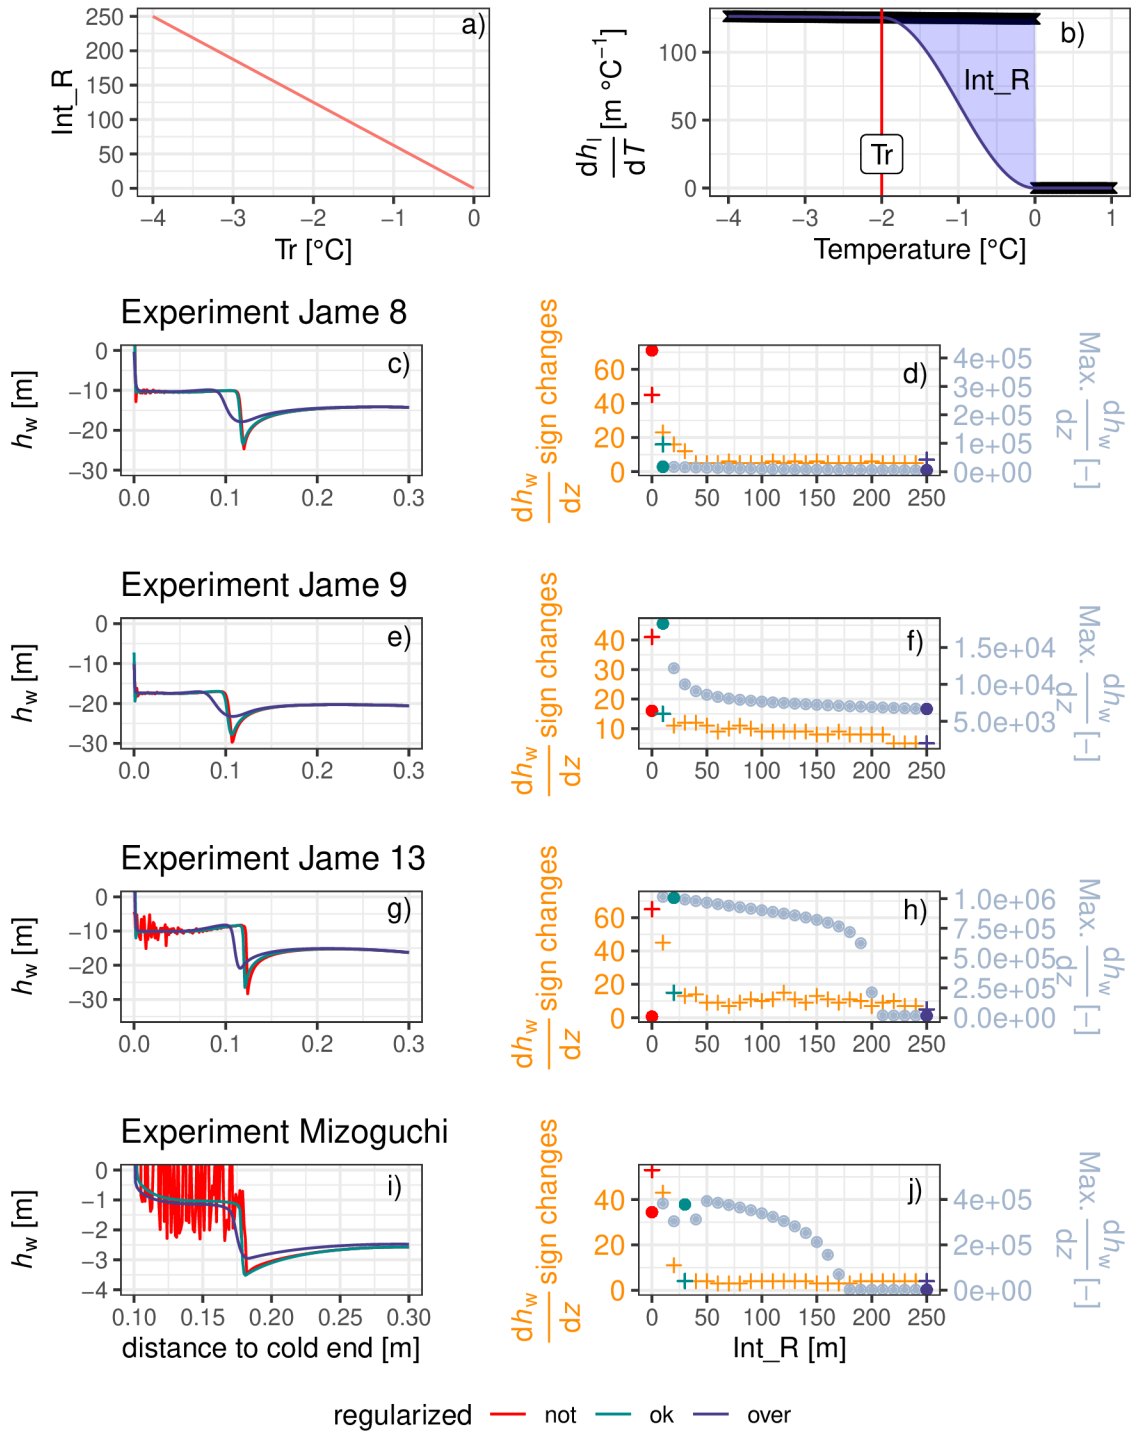 a)
Int_R
250
200
150
100
50
0
−4 −3 −2 −1 0
Tr [°C]
b)
dh_l/dT [m °C⁻¹]
100
50
0
Int_R
Tr
−4 −3 −2 −1 0 1
Temperature [°C]
Experiment Jame 8
c)
h_w [m]
0
−10
−20
−30
0.0 0.1 0.2 0.3
d)
dh_w/dz sign changes
60
40
20
0
0 50 100 150 200 250
4e+05
3e+05
2e+05
1e+05
0e+00
Max. dh_w/dz [−]
Experiment Jame 9
e)
h_w [m]
0
−10
−20
−30
0.0 0.1 0.2 0.3
f)
dh_w/dz sign changes
40
30
20
10
0 50 100 150 200 250
1.5e+04
1.0e+04
5.0e+03
Max. dh_w/dz [−]
Experiment Jame 13
g)
h_w [m]
0
−10
−20
−30
0.0 0.1 0.2 0.3
h)
dh_w/dz sign changes
60
40
20
0
0 50 100 150 200 250
1.0e+06
7.5e+05
5.0e+05
2.5e+05
0.0e+00
Max. dh_w/dz [−]
Experiment Mizoguchi
i)
h_w [m]
0
−1
−2
−3
−4
0.10 0.15 0.20 0.25 0.30
distance to cold end [m]
j)
dh_w/dz sign changes
40
20
0
0 50 100 150 200 250
Int_R [m]
4e+05
2e+05
0e+00
Max. dh_w/dz [−]
regularized not ok over